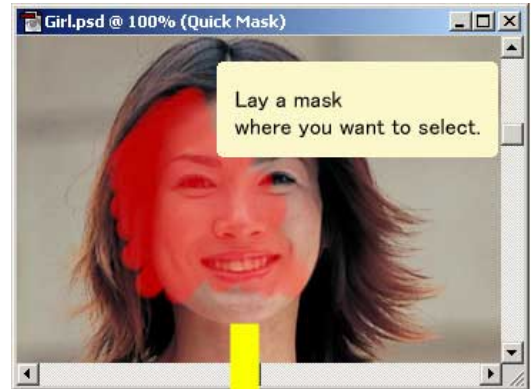 Girl.psd @ 100% (Quick Mask)
Lay a mask
where you want to select.